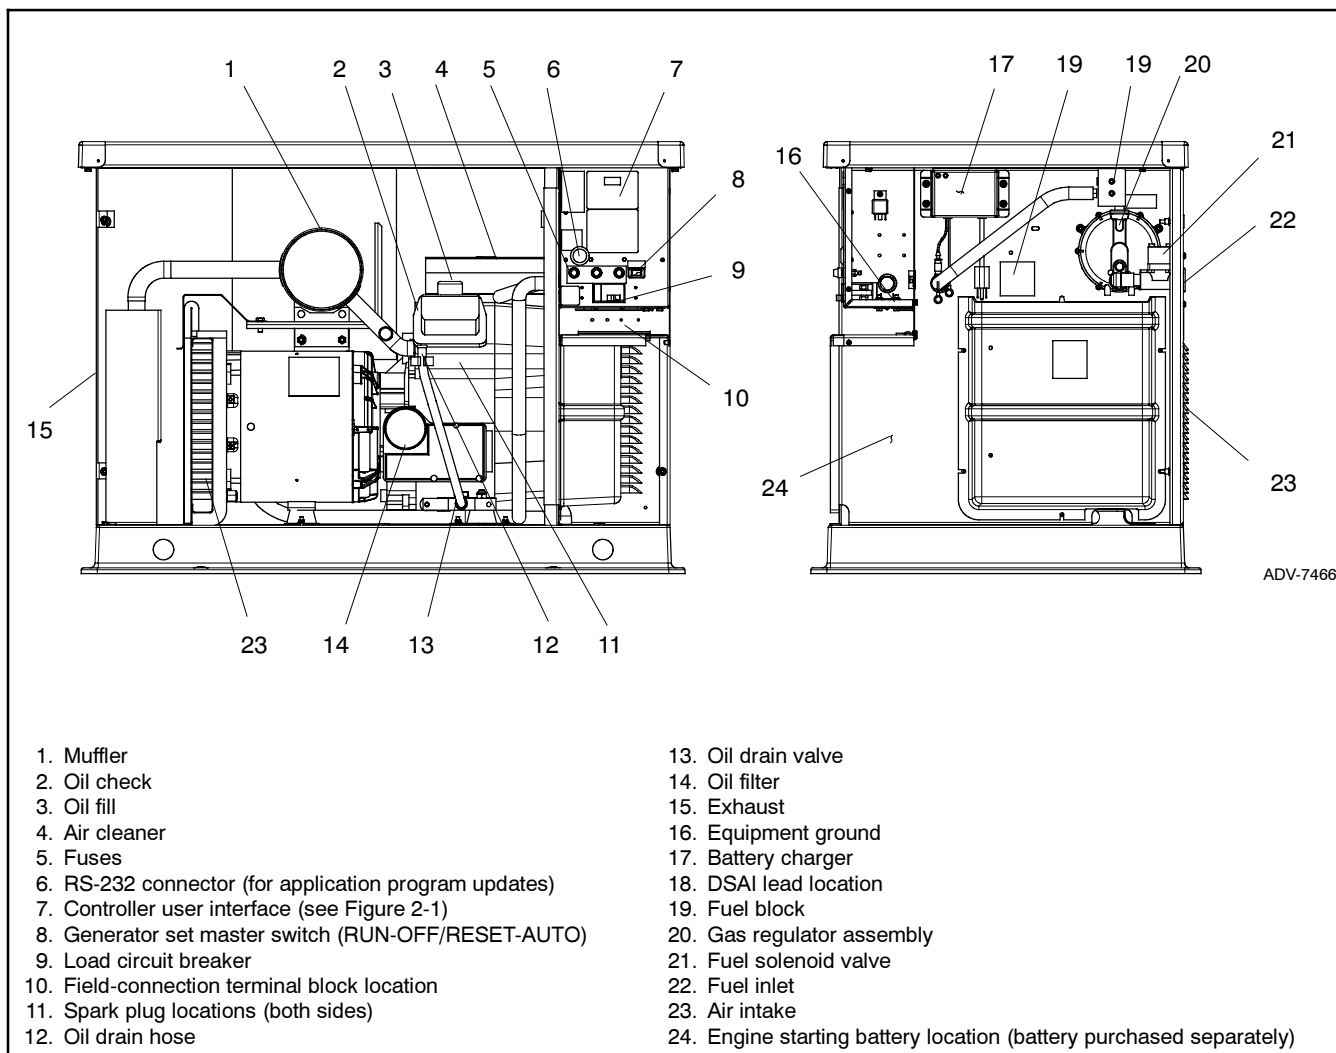 1 2 3 4 5 6 7 17 19 19 20
21
16
8
22
9
10
15
24
23
ADV-7466
23 14 13 12 11
1. Muffler
2. Oil check
3. Oil fill
4. Air cleaner
5. Fuses
6. RS-232 connector (for application program updates)
7. Controller user interface (see Figure 2-1)
8. Generator set master switch (RUN-OFF/RESET-AUTO)
9. Load circuit breaker
10. Field-connection terminal block location
11. Spark plug locations (both sides)
12. Oil drain hose
13. Oil drain valve
14. Oil filter
15. Exhaust
16. Equipment ground
17. Battery charger
18. DSAI lead location
19. Fuel block
20. Gas regulator assembly
21. Fuel solenoid valve
22. Fuel inlet
23. Air intake
24. Engine starting battery location (battery purchased separately)